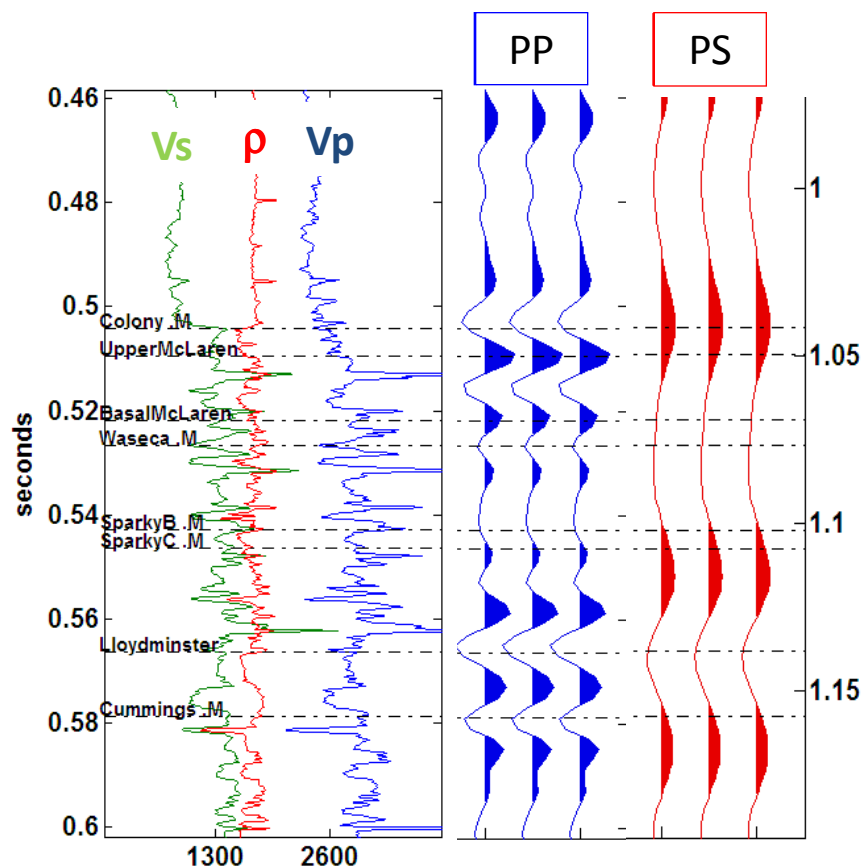 PP
PS
Vs
ρ
Vp
0.46
0.48
0.5
0.52
0.54
0.56
0.58
0.6
seconds
Colony .M
UpperMcLaren
BasalMcLaren
Waseca .M
SparkyB .M
SparkyC .M
Lloydminster
Cummings .M
1300
2600
1
1.05
1.1
1.15